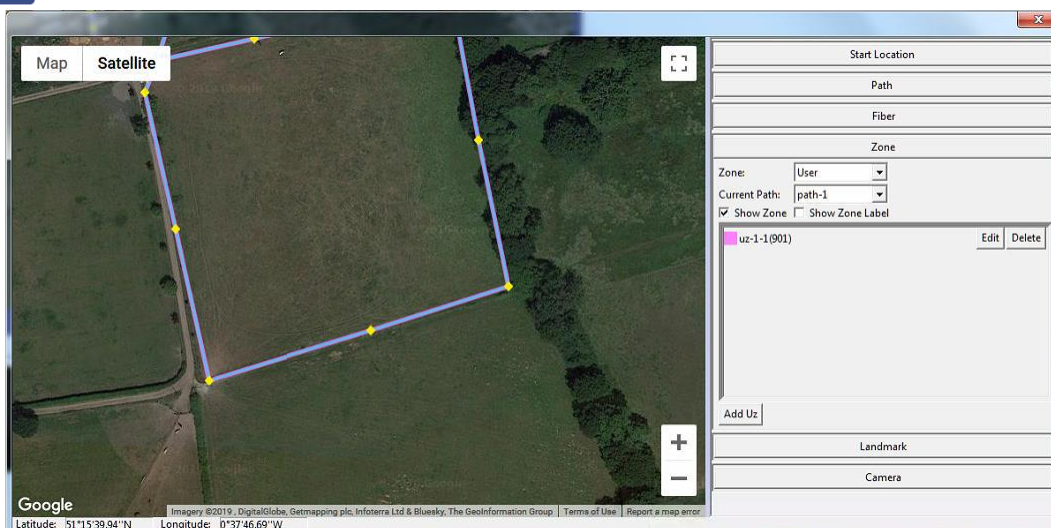 Map Satellite
Start Location
Path
Fiber
Zone
Zone: User
Current Path: path-1
Show Zone Show Zone Label
uz-1-1(901) Edit Delete
Add Uz
Landmark
Camera
Google
Imagery ©2019 , DigitalGlobe, Getmapping plc, Infoterra Ltd & Bluesky, The GeoInformation Group Terms of Use Report a map error
Latitude: 51°15'39.94''N Longitude: 0°37'46.69''W